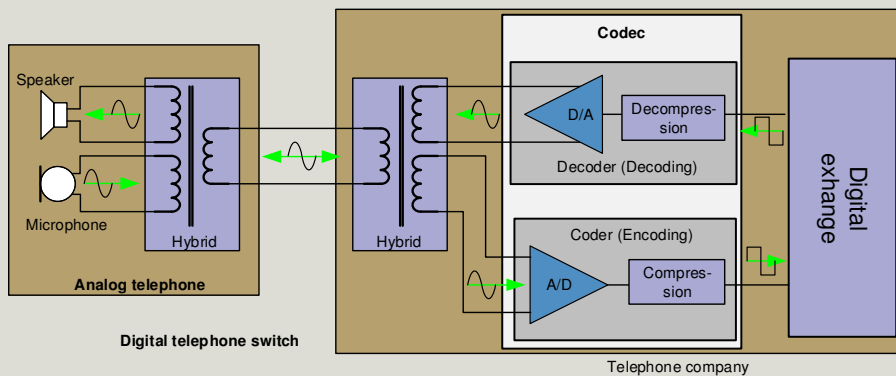 Speaker
Microphone
Hybrid
Analog telephone
Digital telephone switch
Hybrid
Codec
D/A
Decompres-
sion
Decoder (Decoding)
Coder (Encoding)
A/D
Compres-
sion
Digital
exhange
Telephone company